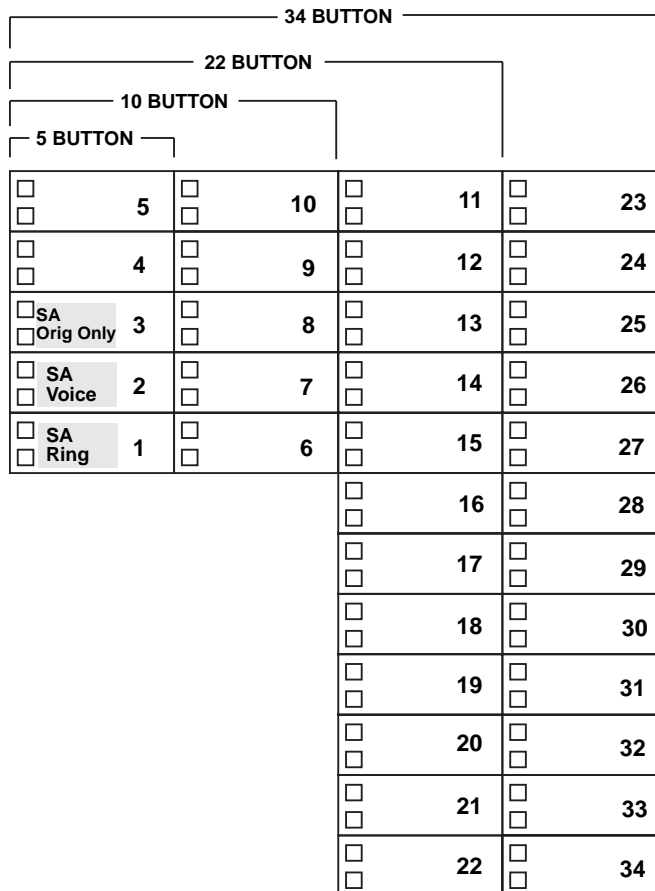 34 BUTTON
22 BUTTON
10 BUTTON
5 BUTTON
5 10 11 23
4 9 12 24
SA
Orig Only 3 8 13 25
SA
Voice 2 7 14 26
SA
Ring 1 6 15 27
16 28
17 29
18 30
19 31
20 32
21 33
22 34